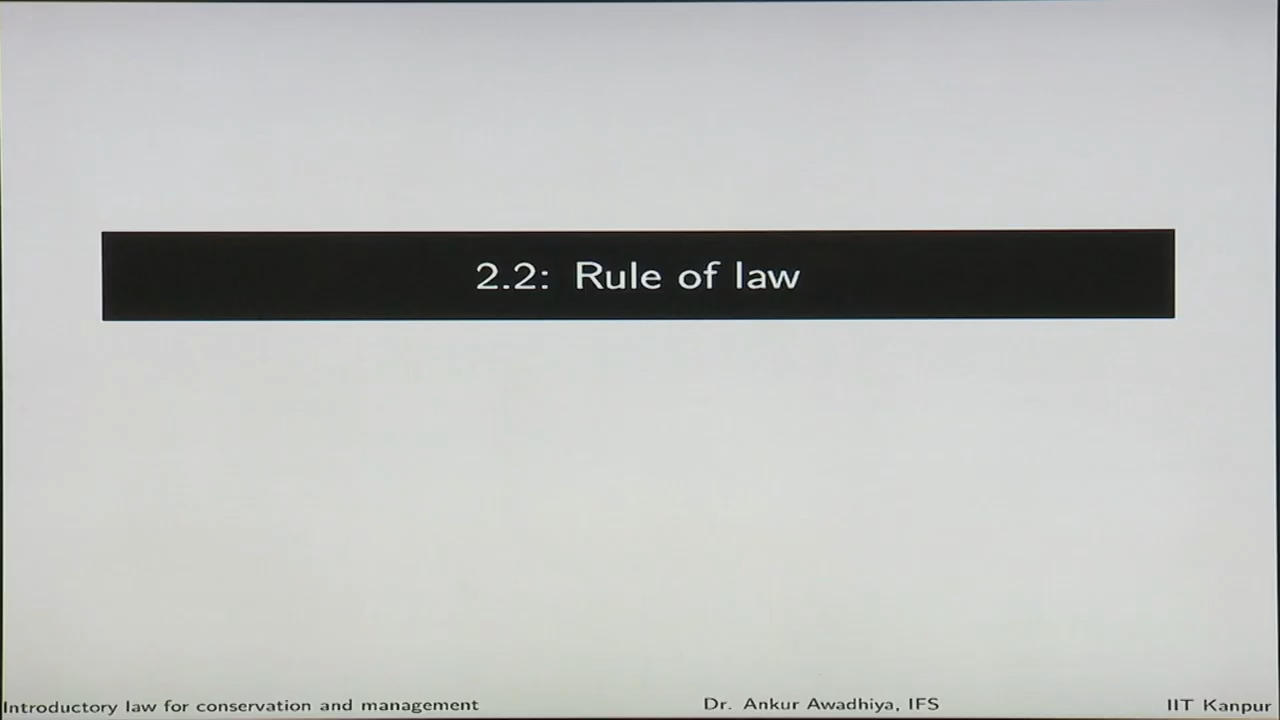 2.2: Rule of law
Introductory law for conservation and management Dr. Ankur Awadhiya, IFS IIT Kanpur